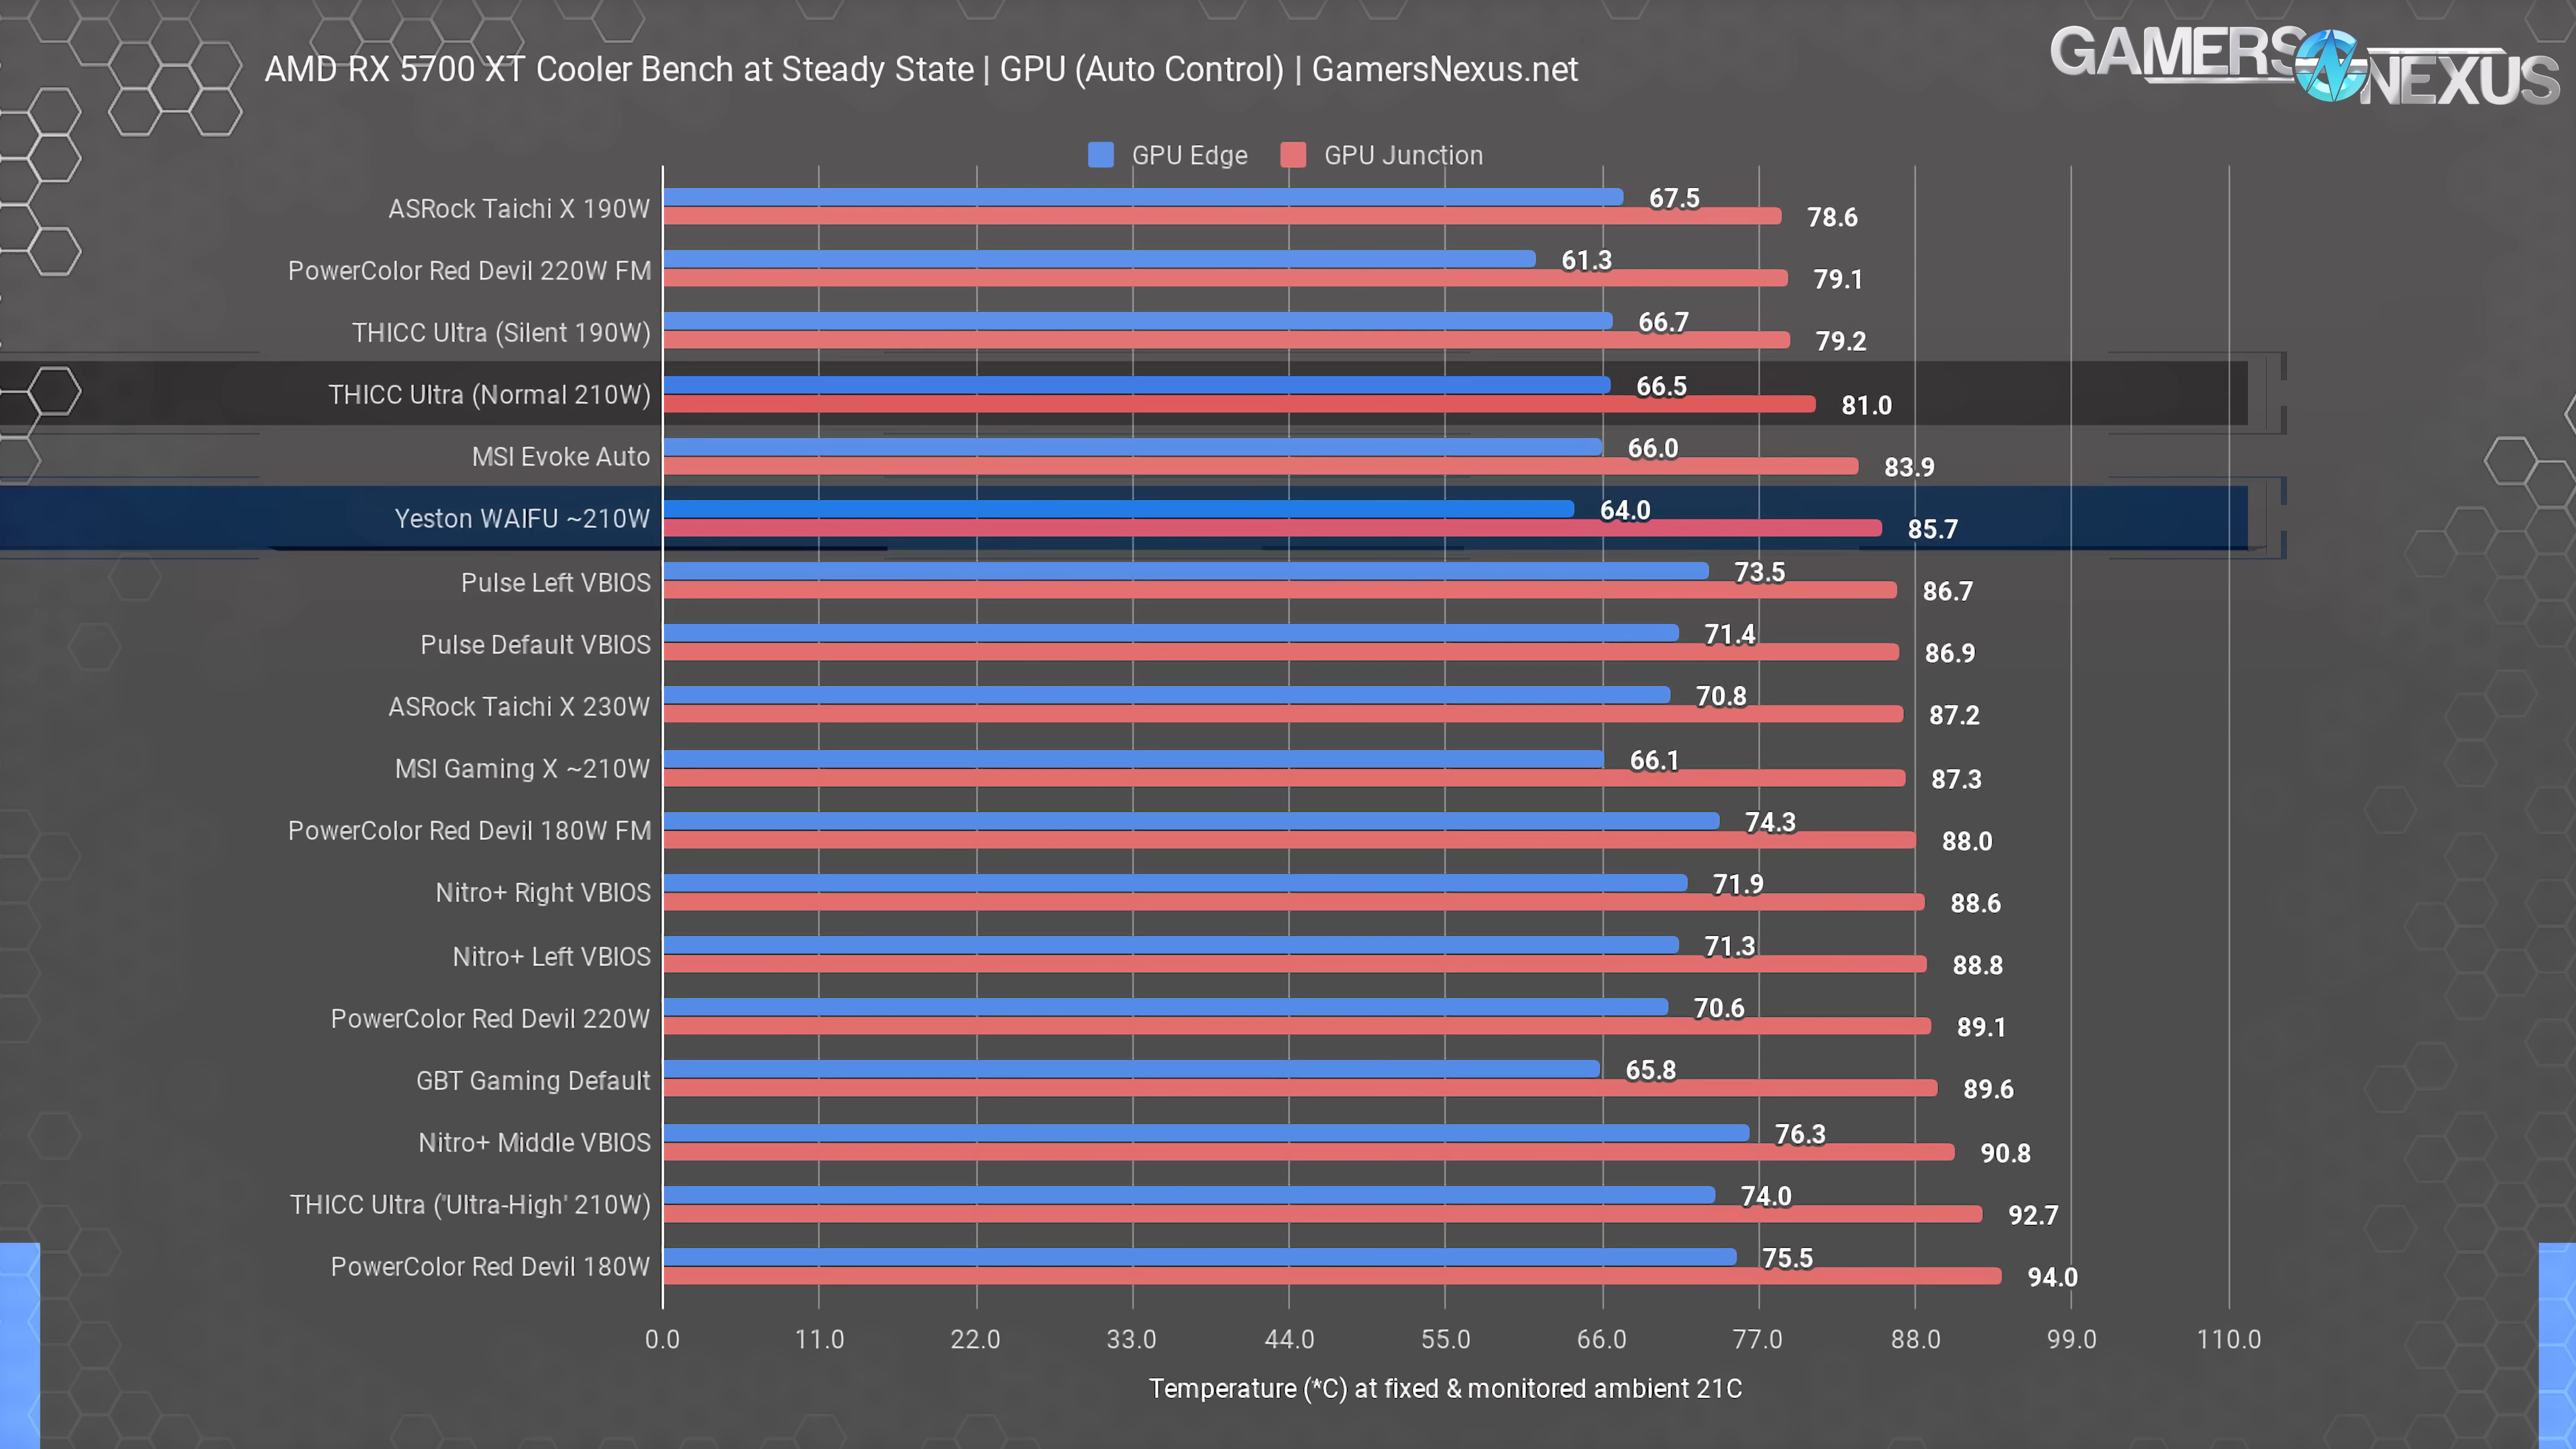 AMD RX 5700 XT Cooler Bench at Steady State | GPU (Auto Control) | GamersNexus.net
GAMERS NEXUS
GPU Edge GPU Junction
ASRock Taichi X 190W 67.5 78.6
PowerColor Red Devil 220W FM 61.3 79.1
THICC Ultra (Silent 190W) 66.7 79.2
THICC Ultra (Normal 210W) 66.5 81.0
MSI Evoke Auto 66.0 83.9
Yeston WAIFU ~210W 64.0 85.7
Pulse Left VBIOS 73.5 86.7
Pulse Default VBIOS 71.4 86.9
ASRock Taichi X 230W 70.8 87.2
MSI Gaming X ~210W 66.1 87.3
PowerColor Red Devil 180W FM 74.3 88.0
Nitro+ Right VBIOS 71.9 88.6
Nitro+ Left VBIOS 71.3 88.8
PowerColor Red Devil 220W 70.6 89.1
GBT Gaming Default 65.8 89.6
Nitro+ Middle VBIOS 76.3 90.8
THICC Ultra ('Ultra-High' 210W) 74.0 92.7
PowerColor Red Devil 180W 75.5 94.0
0.0 11.0 22.0 33.0 44.0 55.0 66.0 77.0 88.0 99.0 110.0
Temperature (*C) at fixed & monitored ambient 21C